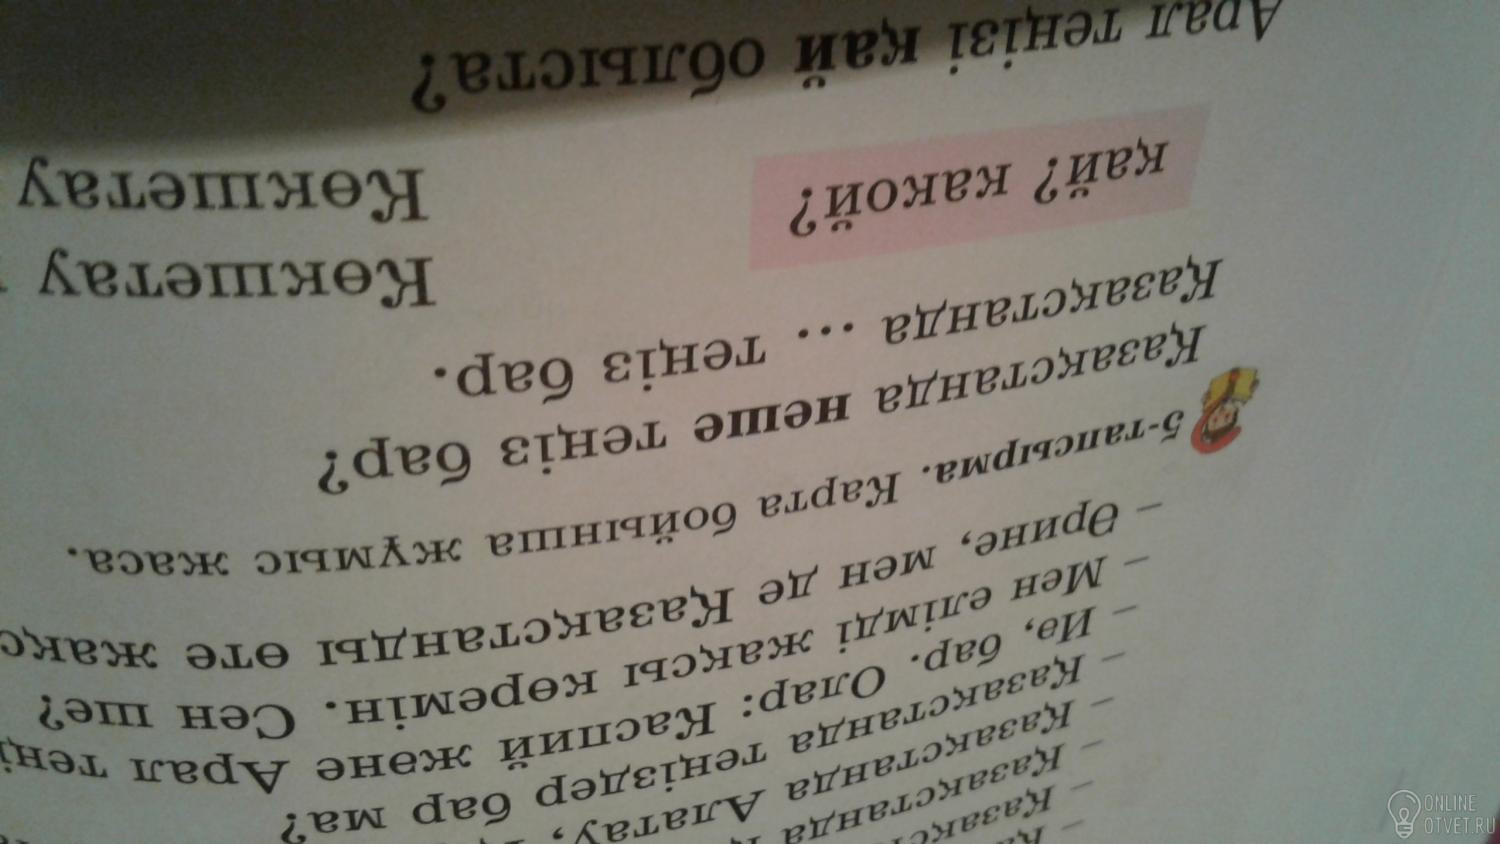 – Қазақстанда
– Қазақстанда Алатау,
– Қазақстанда теңіздер бар ма?
– Иә, бар. Олар: Каспий және Арал
– Мен елімді жақсы көремін. Сен ше?
– Әрине, мен де Қазақстанды өте
5-тапсырма. Карта бойынша жұмыс жаса.
Қазақстанда неше теңіз бар?
Қазақстанда ... теңіз бар.
Көкшетау
қай? какой?
Көкшетау
Арал теңізі қай облыста?
ONLINE
OTVET.RU